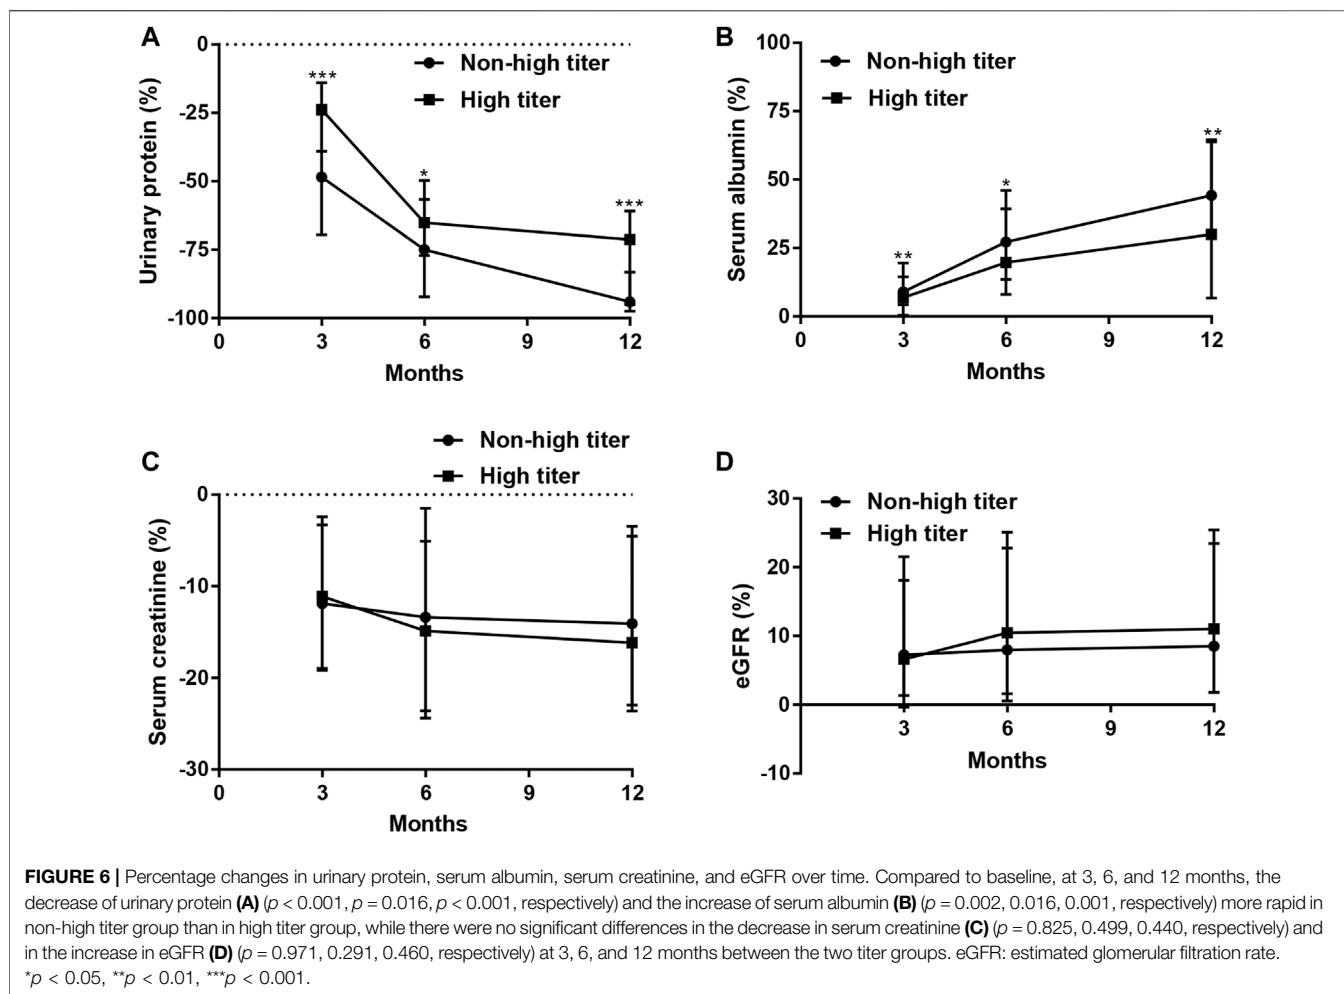 A
0
-25
-50
-75
-100
Urinary protein (%)
Non-high titer
High titer
***
*
***
0
3
6
9
12
Months
B
100
75
50
25
0
Serum albumin (%)
Non-high titer
High titer
**
*
**
0
3
6
9
12
Months
C
Non-high titer
High titer
0
-10
-20
-30
Serum creatinine (%)
0
3
6
9
12
Months
D
30
20
10
0
-10
eGFR (%)
Non-high titer
High titer
3
6
9
12
Months
FIGURE 6 | Percentage changes in urinary protein, serum albumin, serum creatinine, and eGFR over time. Compared to baseline, at 3, 6, and 12 months, the
decrease of urinary protein (A) (p < 0.001, p = 0.016, p < 0.001, respectively) and the increase of serum albumin (B) (p = 0.002, 0.016, 0.001, respectively) more rapid in
non-high titer group than in high titer group, while there were no significant differences in the decrease in serum creatinine (C) (p = 0.825, 0.499, 0.440, respectively) and
in the increase in eGFR (D) (p = 0.971, 0.291, 0.460, respectively) at 3, 6, and 12 months between the two titer groups. eGFR: estimated glomerular filtration rate.
*p < 0.05, **p < 0.01, ***p < 0.001.